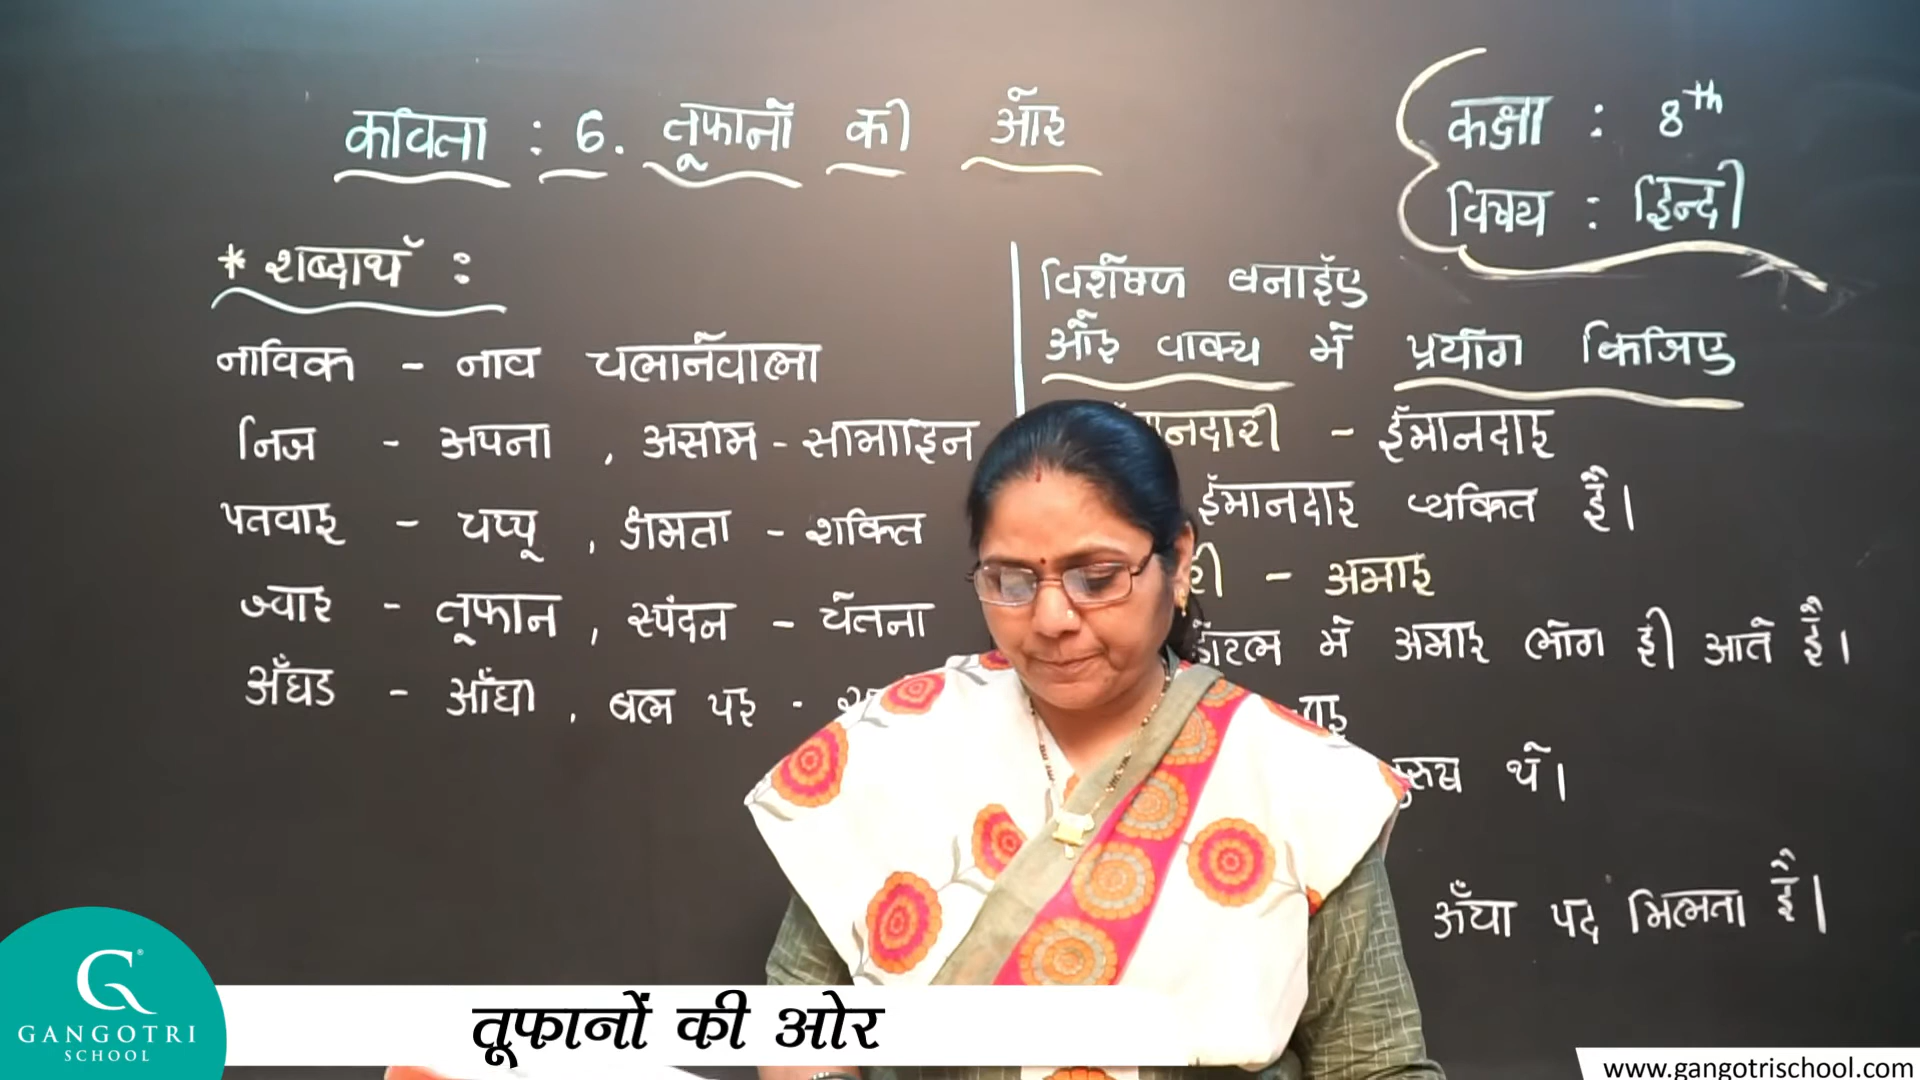 कविता : 6. तूफानों की ओर
कक्षा : 8th
विषय : हिन्दी
* शब्दार्थ :
नाविक - नाव चलानेवाला
निज - अपना , असीम - सीमाहिन
पतवार - चप्पू , क्षमता - शक्ति
ज्वार - तूफान , स्पंदन - चेतना
अँधड - आँधी , बल पर -
विशेषण बनाईए
और वाक्य में प्रयोग किजिए
ईमानदार
ईमानदार व्यक्ति है।
- अमीर
में अमीर लोग ही आते है।
थे।
ऊँचा पद मिलता है।
तूफानों की ओर
GANGOTRI
SCHOOL
www.gangotrischool.com